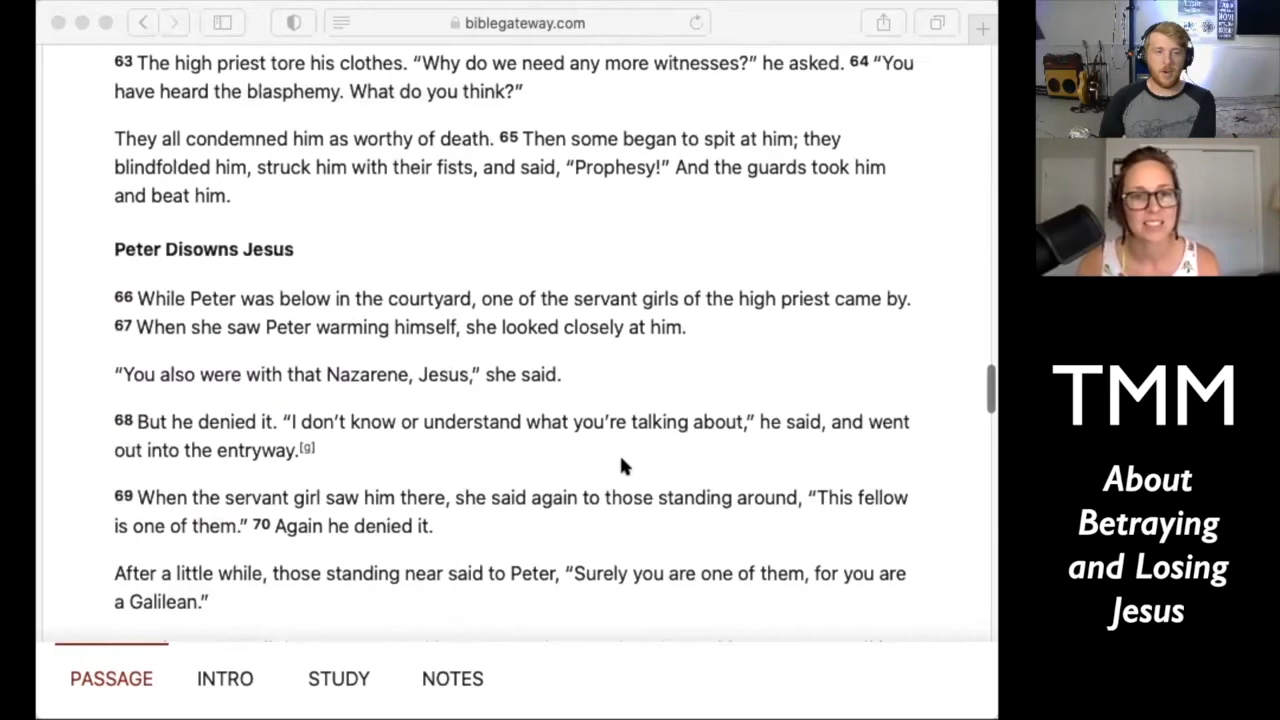 biblegateway.com
63 The high priest tore his clothes. “Why do we need any more witnesses?” he asked. 64 “You
have heard the blasphemy. What do you think?”
They all condemned him as worthy of death. 65 Then some began to spit at him; they
blindfolded him, struck him with their fists, and said, “Prophesy!” And the guards took him
and beat him.
Peter Disowns Jesus
66 While Peter was below in the courtyard, one of the servant girls of the high priest came by.
67 When she saw Peter warming himself, she looked closely at him.
“You also were with that Nazarene, Jesus,” she said.
68 But he denied it. “I don’t know or understand what you’re talking about,” he said, and went
out into the entryway.[g]
69 When the servant girl saw him there, she said again to those standing around, “This fellow
is one of them.” 70 Again he denied it.
After a little while, those standing near said to Peter, “Surely you are one of them, for you are
a Galilean.”
PASSAGE INTRO STUDY NOTES
TMM
About
Betraying
and Losing
Jesus